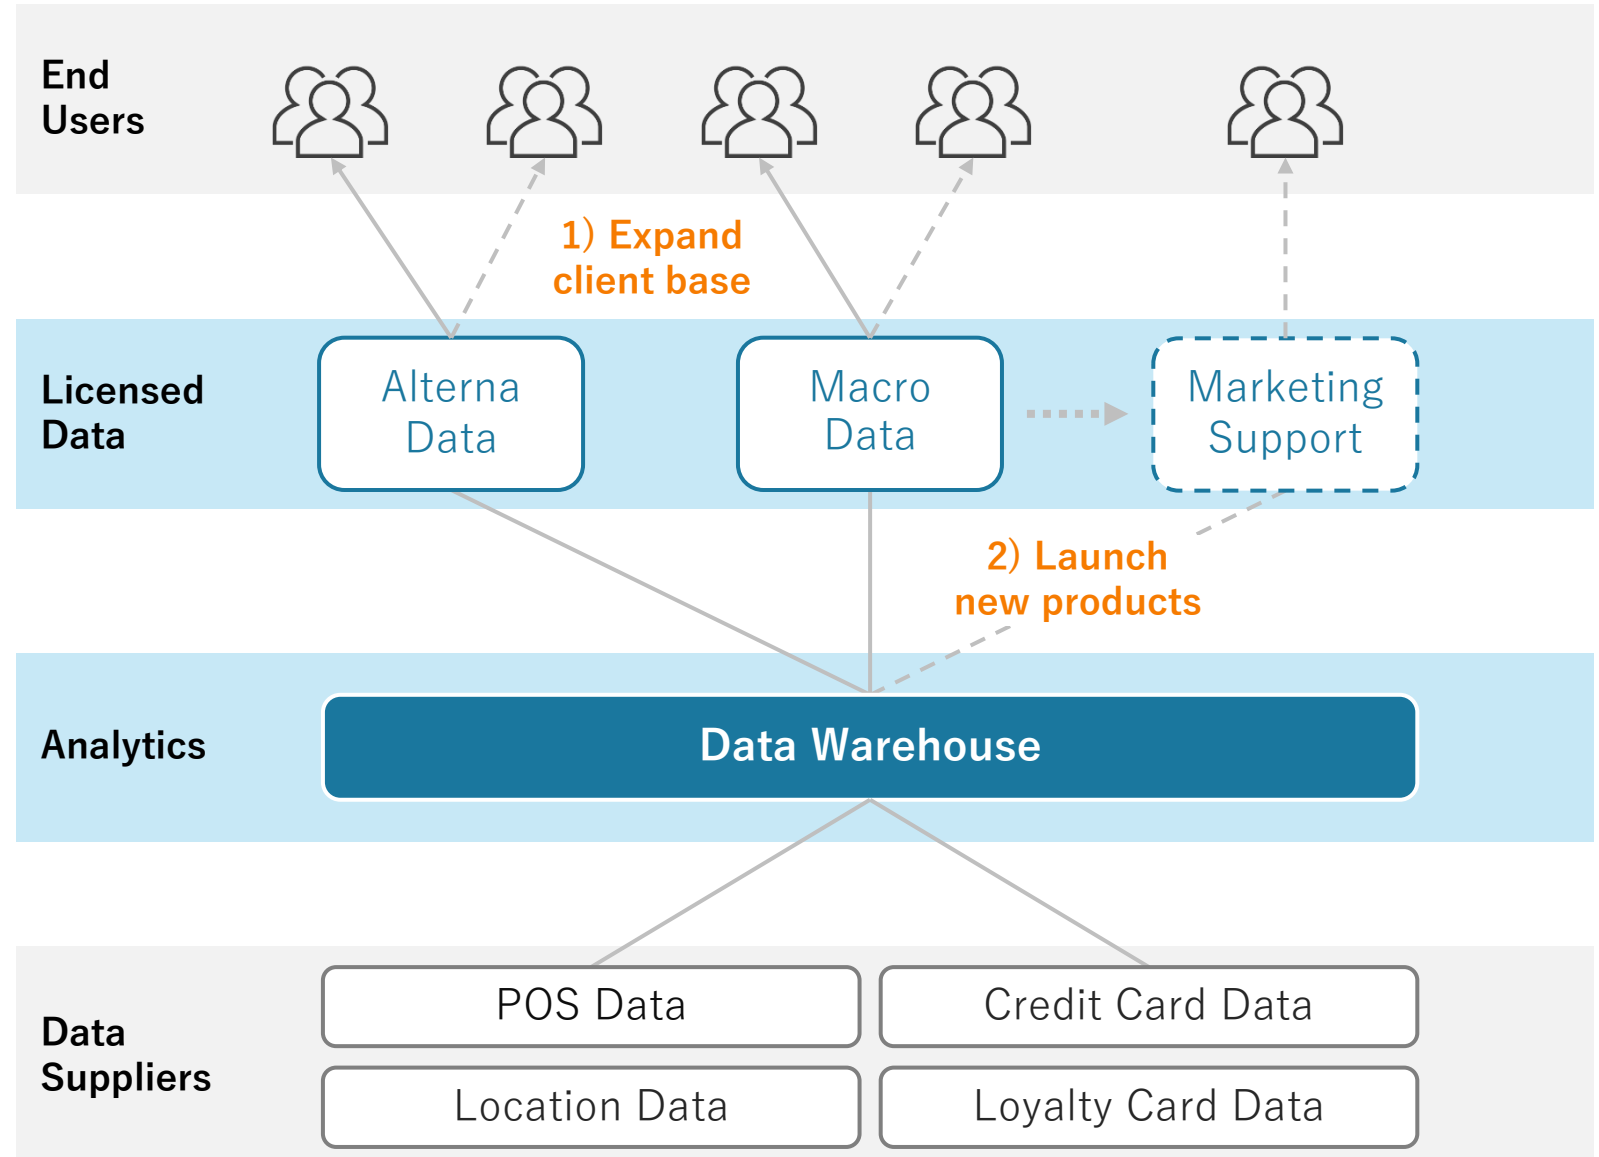 End
Users
1) Expand
client base
Licensed
Data
Alterna
Data
Macro
Data
Marketing
Support
2) Launch
new products
Analytics
Data Warehouse
Data
Suppliers
POS Data
Credit Card Data
Location Data
Loyalty Card Data